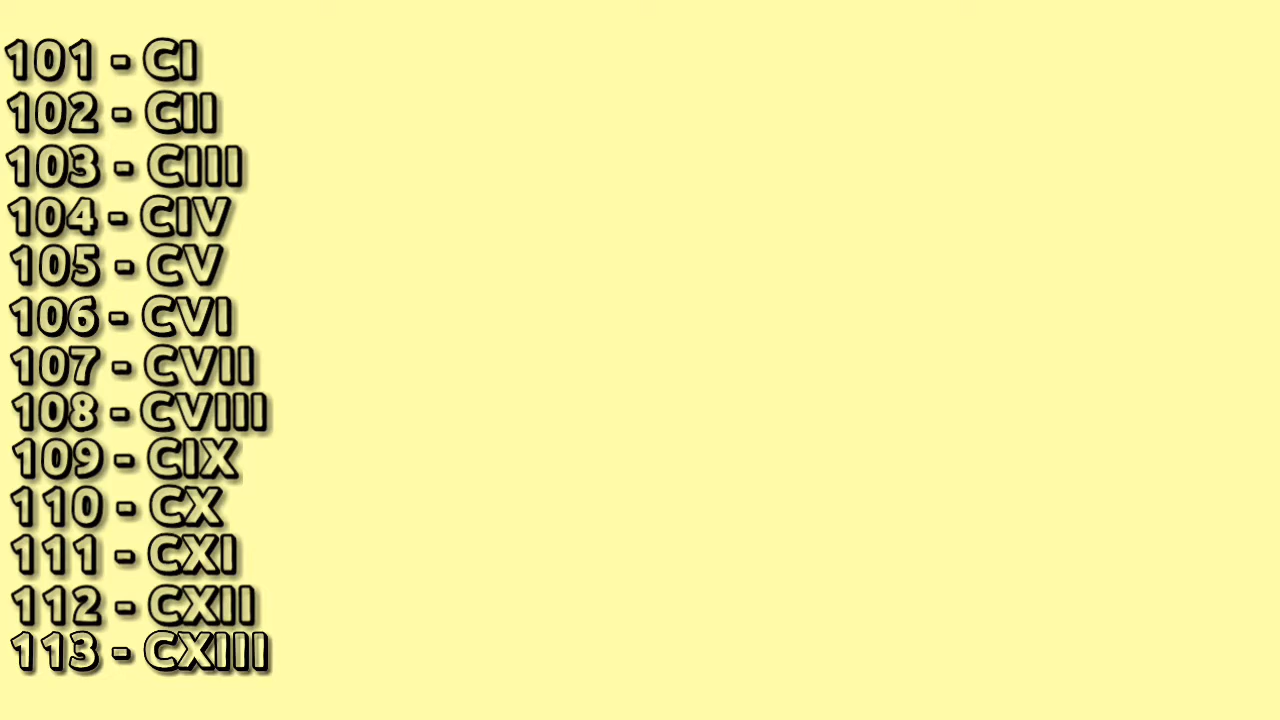 101 - CI
102 - CII
103 - CIII
104 - CIV
105 - CV
106 - CVI
107 - CVII
108 - CVIII
109 - CIX
110 - CX
111 - CXI
112 - CXII
113 - CXIII